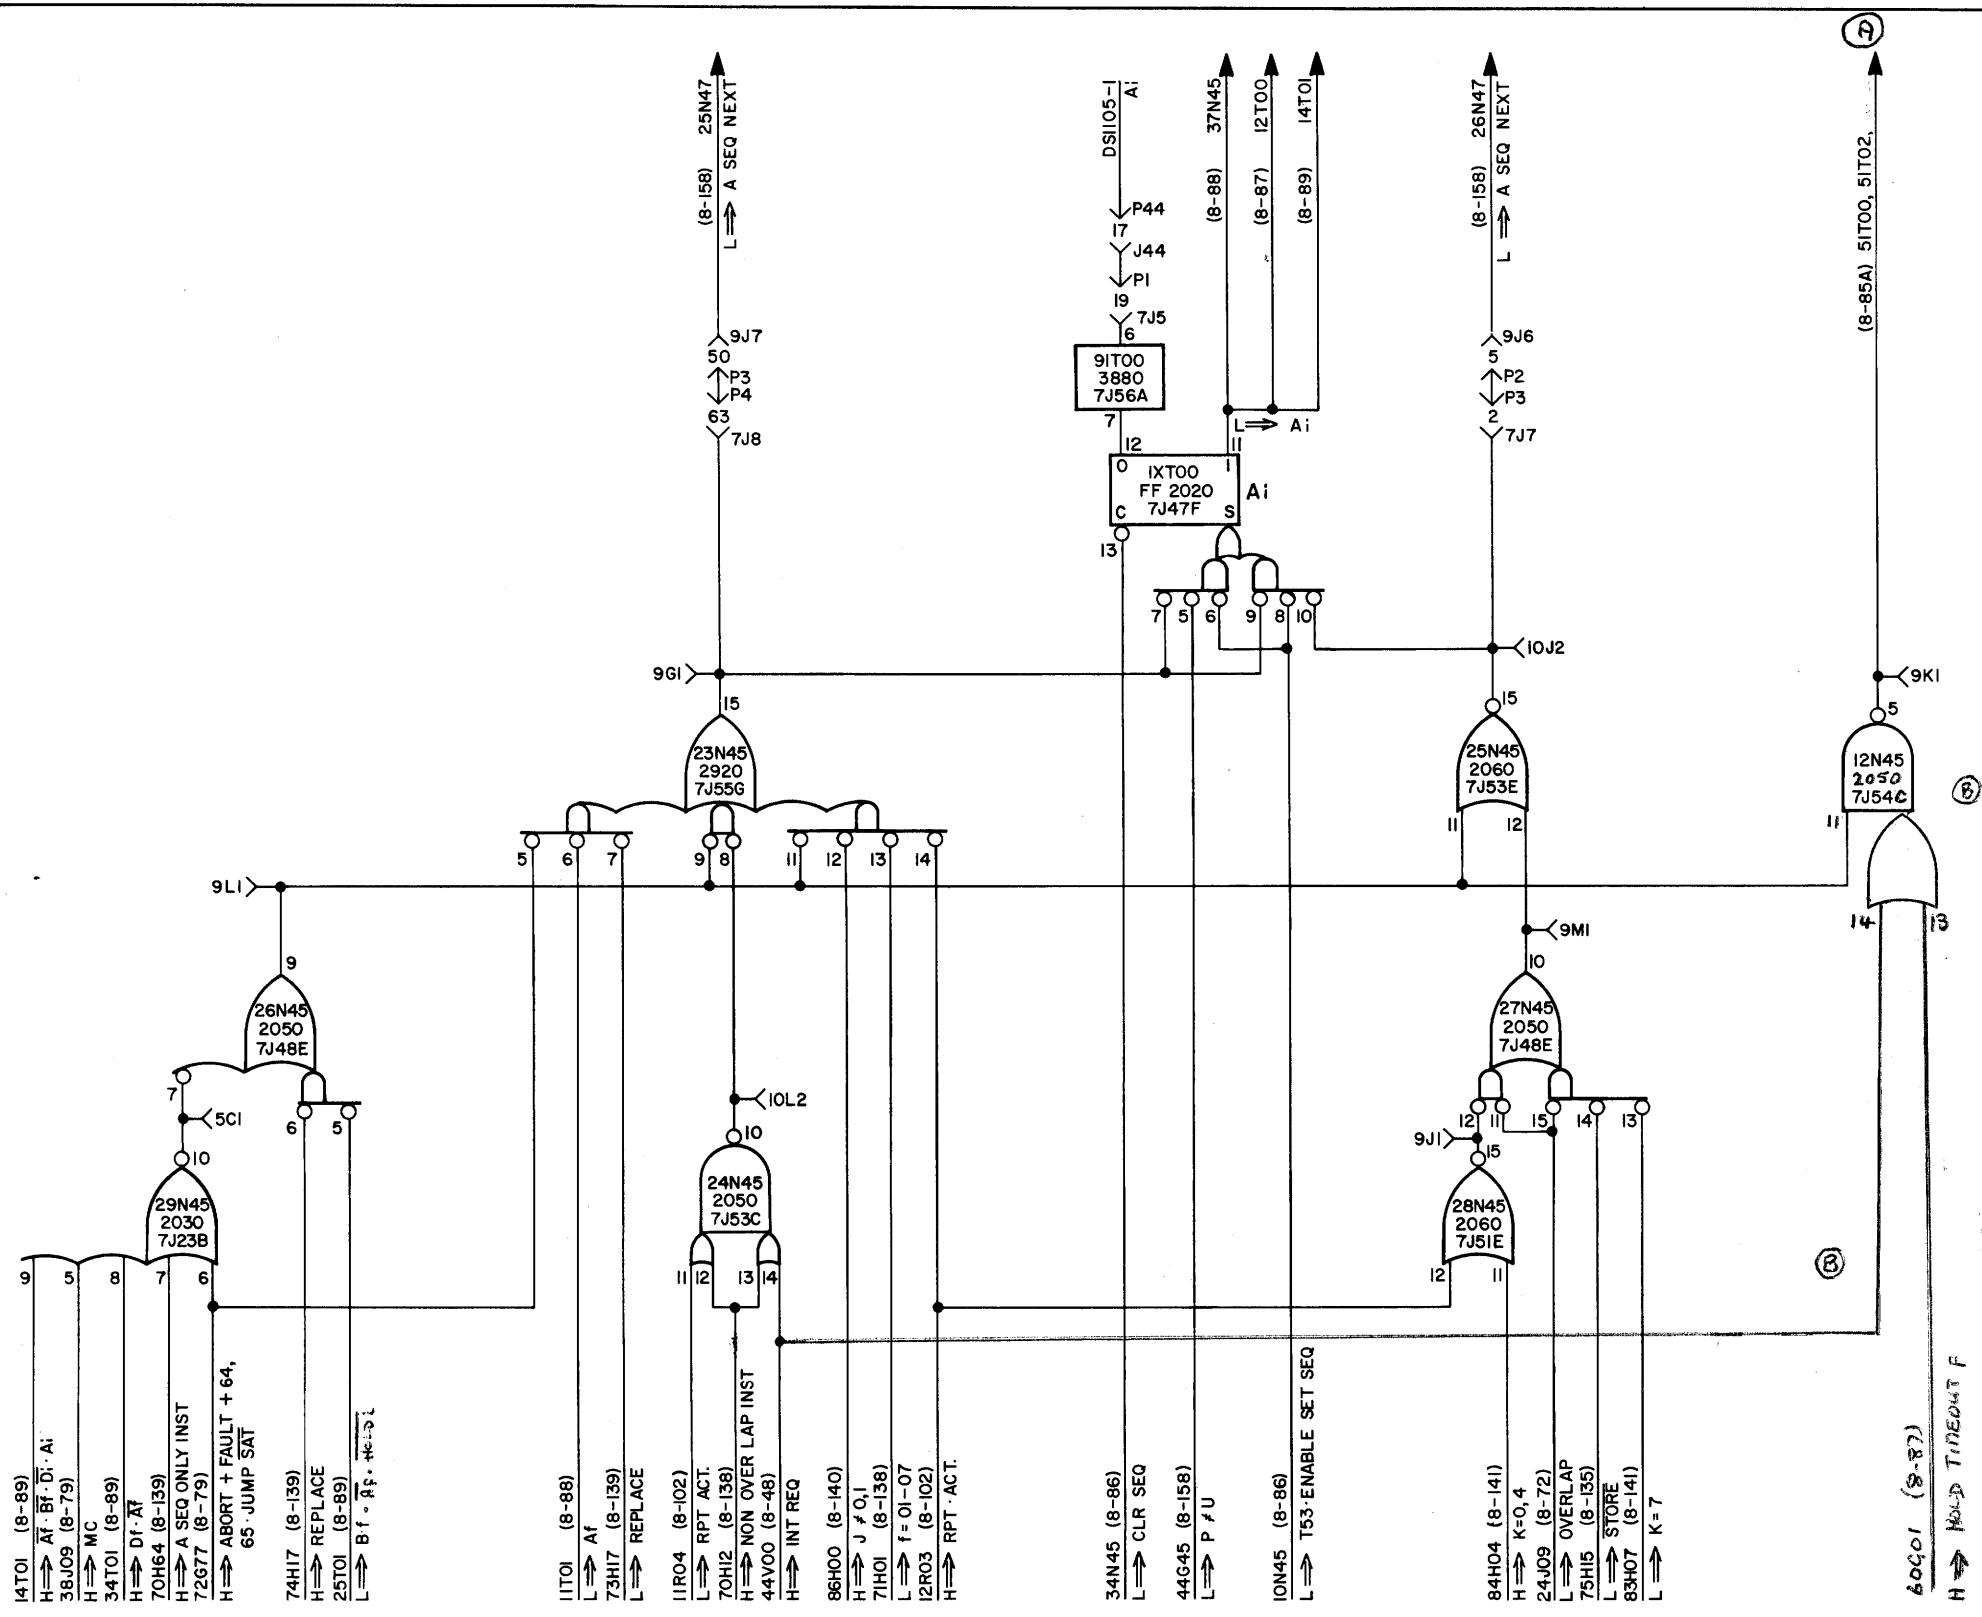 A
(8-158) 25N47
L ⟹ A SEQ NEXT
DS1105-1
Ai
(8-88) 37N45
(8-87) 12T00
(8-89) 14T01
(8-158) 26N47
L ⟹ A SEQ NEXT
(8-85A) 51T00, 51T02,
P44
17
J44
P1
19
7J5
6
9J7
50
P3
P4
63
7J8
91T00
3880
7J56A
7
9J6
5
P2
P3
2
7J7
L ⟹ Ai
12
11
O
1
1XT00
FF 2020
7J47F
C
S
Ai
13
7
5
6
9
8
10
10J2
9G1
9K1
15
15
5
23N45
2920
7J55G
25N45
2060
7J53E
12N45
2050
7J54C
B
11
12
11
5
6
7
9
8
11
12
13
14
9L1
14
13
9M1
9
10
26N45
2050
7J48E
27N45
2050
7J48E
7
5C1
6
5
10L2
12
11
15
14
13
9J1
10
10
15
29N45
2030
7J23B
24N45
2050
7J53C
28N45
2060
7J51E
9
5
8
7
6
11
12
13
14
12
11
B
14T01 (8-89)
H ⟹ A̅f̅ · B̅f̅ · D̅i̅ · Ai
38J09 (8-79)
H ⟹ MC
34T01 (8-89)
H ⟹ Df · A̅f̅
70H64 (8-139)
H ⟹ A SEQ ONLY INST
72G77 (8-79)
H ⟹ ABORT + FAULT + 64,
65 · JUMP S̅A̅T̅
74H17 (8-139)
H ⟹ REPLACE
25T01 (8-89)
L ⟹ Bf · A̅f̅ · H̅O̅L̅D̅i̅
11T01 (8-88)
L ⟹ Af
73H17 (8-139)
L ⟹ REPLACE
11R04 (8-102)
L ⟹ RPT ACT.
70H12 (8-138)
H ⟹ NON OVER LAP INST
44V00 (8-48)
H ⟹ INT REQ
86H00 (8-140)
H ⟹ J ≠ 0,1
71H01 (8-138)
L ⟹ f = 01-07
12R03 (8-102)
H ⟹ RPT · ACT.
34N45 (8-86)
L ⟹ CLR SEQ
44G45 (8-158)
L ⟹ P ≠ U
10N45 (8-86)
L ⟹ T53 · ENABLE SET SEQ
84H04 (8-141)
H ⟹ K=0,4
24J09 (8-72)
L ⟹ OVERLAP
75H15 (8-135)
L ⟹ S̅T̅O̅R̅E̅
83H07 (8-141)
L ⟹ K=7
60G01 (8-87)
H ⟹ HOLD TIMEOUT F